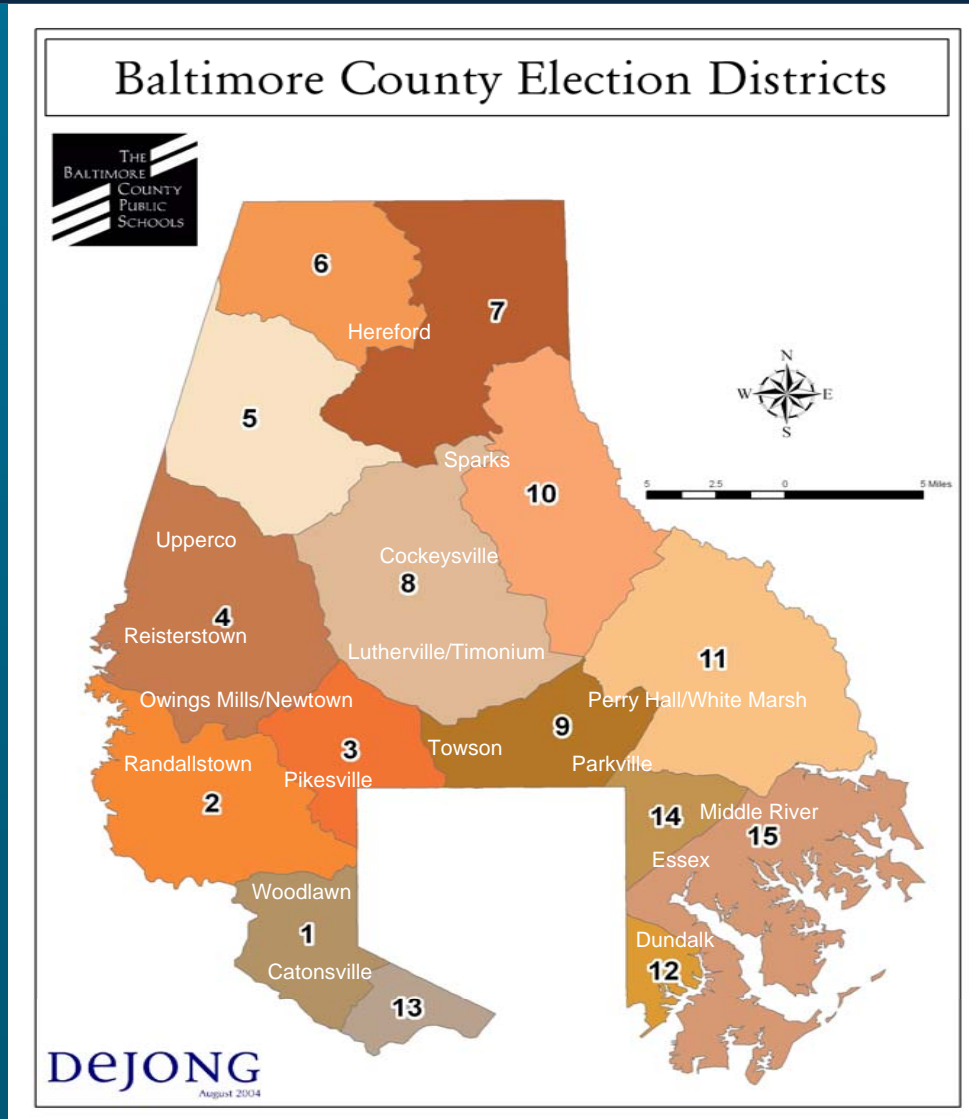 Baltimore County Election Districts
THE
BALTIMORE
COUNTY
PUBLIC
SCHOOLS
6
7
Hereford
N
W E
S
5
Sparks
10
5 2.5 0 5 Miles
Upperco
Cockeysville
8
4
Reisterstown
Lutherville/Timonium
11
Owings Mills/Newtown
Perry Hall/White Marsh
9
3
Towson
Randallstown
Parkville
Pikesville
2
14
Middle River
15
Essex
Woodlawn
1
Dundalk
Catonsville
12
13
DeJONG
August 2004